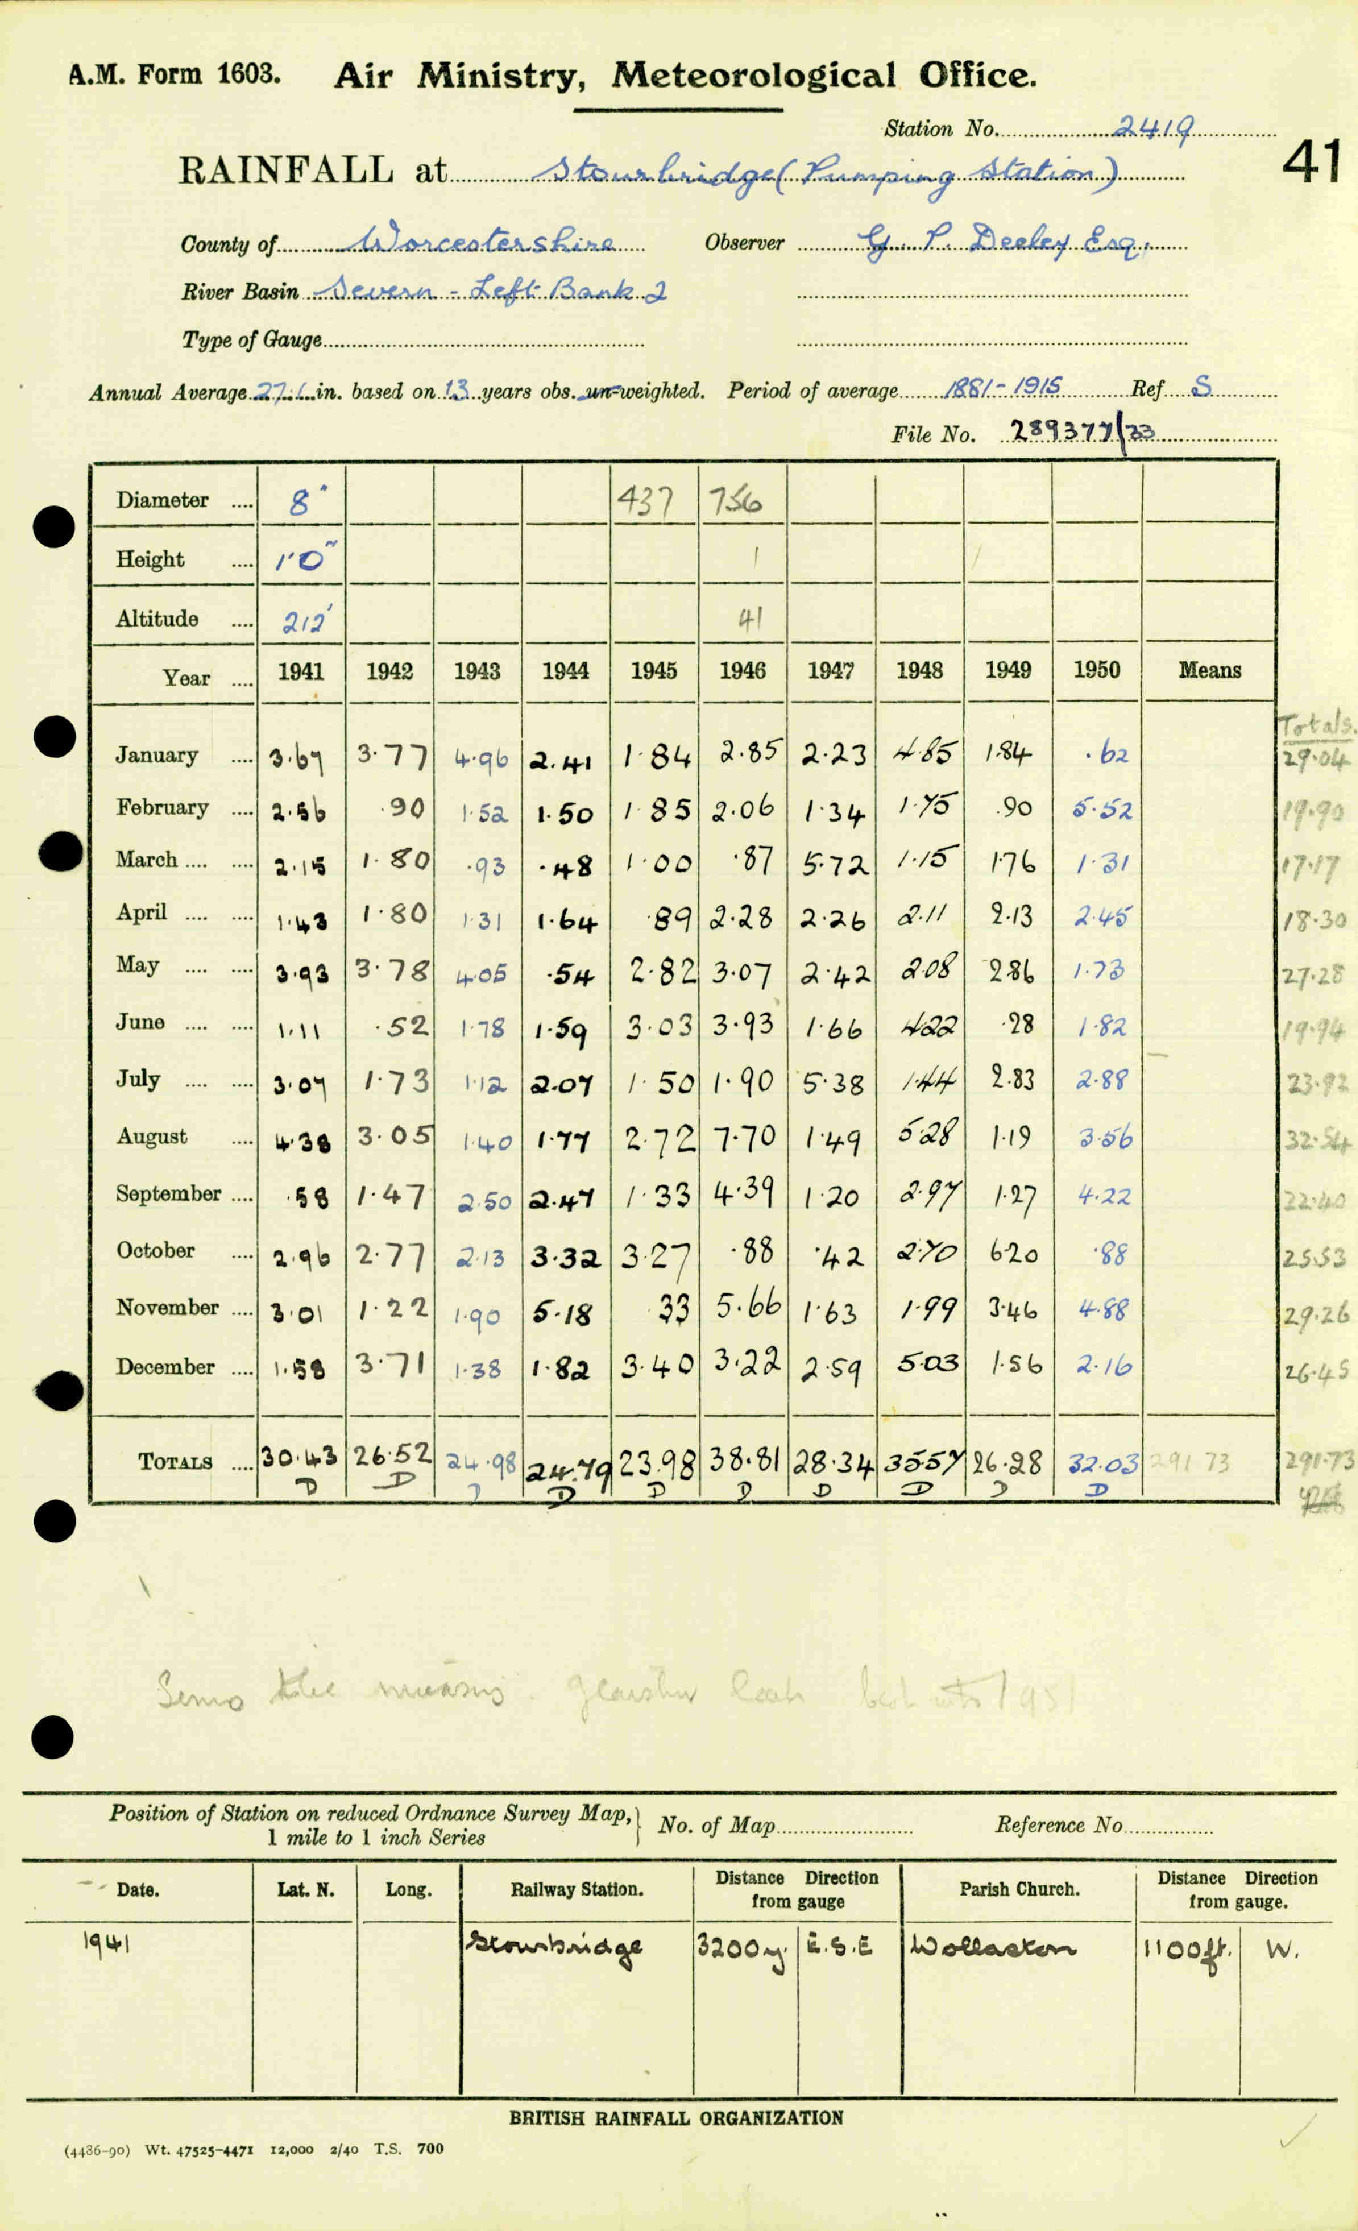 A.M. Form 1603. Air Ministry, Meteorological Office.
Station No. 2419
41
RAINFALL at Stourbridge (Pumping Station)
County of Worcestershire Observer G. P. Deeley Esq,
River Basin Severn - Left Bank 2
Type of Gauge
Annual Average 27.1 in. based on 13 years obs. un-weighted. Period of average 1881-1915 Ref S
File No. 289377/33
Diameter 8" 437 756
Height 1'0"
Altitude 212' 41
Year 1941 1942 1943 1944 1945 1946 1947 1948 1949 1950 Means
Totals.
January 3.67 3.77 4.96 2.41 1.84 2.85 2.23 4.85 1.84 .62 29.04
February 2.56 .90 1.52 1.50 1.85 2.06 1.34 1.75 .90 5.52 19.90
March 2.15 1.80 .93 .48 1.00 .87 5.72 1.15 1.76 1.31 17.17
April 1.43 1.80 1.31 1.64 .89 2.28 2.26 2.11 2.13 2.45 18.30
May 3.93 3.78 4.05 .54 2.82 3.07 2.42 2.08 2.86 1.73 27.28
June 1.11 .52 1.78 1.59 3.03 3.93 1.66 4.22 .28 1.82 19.94
July 3.07 1.73 1.12 2.07 1.50 1.90 5.38 1.44 2.83 2.88 23.92
August 4.38 3.05 1.40 1.77 2.72 7.70 1.49 5.28 1.19 3.56 32.54
September .58 1.47 2.50 2.47 1.33 4.39 1.20 2.97 1.27 4.22 22.40
October 2.96 2.77 2.13 3.32 3.27 .88 .42 2.70 6.20 .88 25.53
November 3.01 1.22 1.90 5.18 .33 5.66 1.63 1.99 3.46 4.88 29.26
December 1.58 3.71 1.38 1.82 3.40 3.22 2.59 5.03 1.56 2.16 26.45
TOTALS 30.43 26.52 24.98 24.79 23.98 38.81 28.34 35.57 26.28 32.03 291 73 291.73
D D D D D D D D D D
Position of Station on reduced Ordnance Survey Map, 1 mile to 1 inch Series No. of Map Reference No
Date. Lat. N. Long. Railway Station. Distance Direction from gauge Parish Church. Distance Direction from gauge.
1941 Stourbridge 3200 y. E.S.E Wollaston 1100 ft. W.
BRITISH RAINFALL ORGANIZATION
(4486-90) Wt. 47525-4471 12,000 2/40 T.S. 700